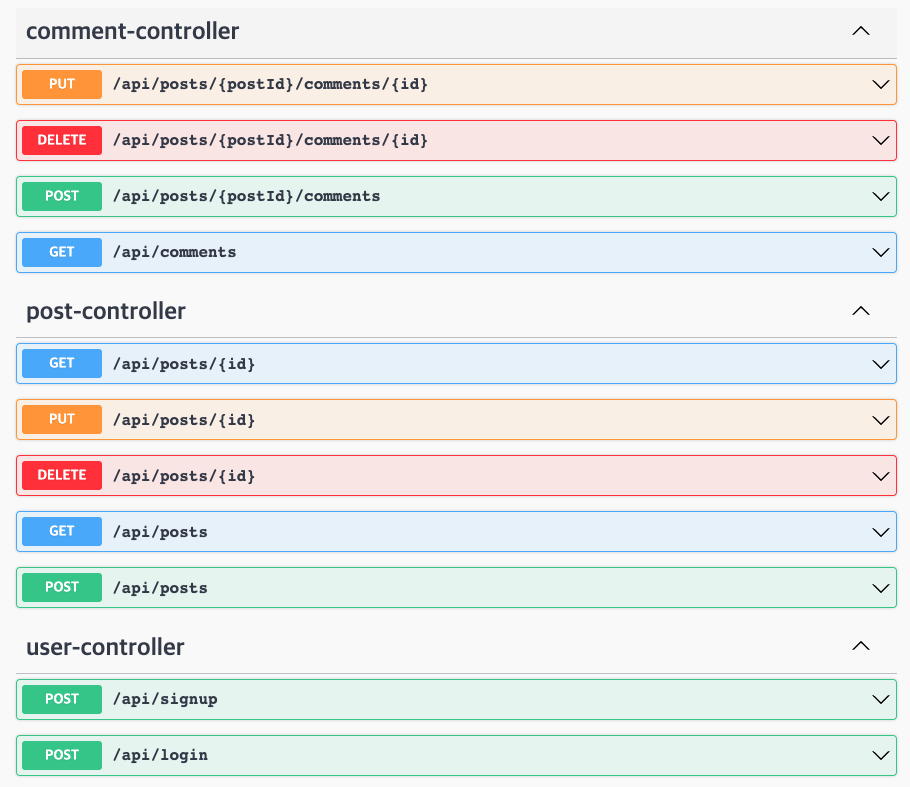 comment-controller
PUT /api/posts/{postId}/comments/{id}
DELETE /api/posts/{postId}/comments/{id}
POST /api/posts/{postId}/comments
GET /api/comments
post-controller
GET /api/posts/{id}
PUT /api/posts/{id}
DELETE /api/posts/{id}
GET /api/posts
POST /api/posts
user-controller
POST /api/signup
POST /api/login